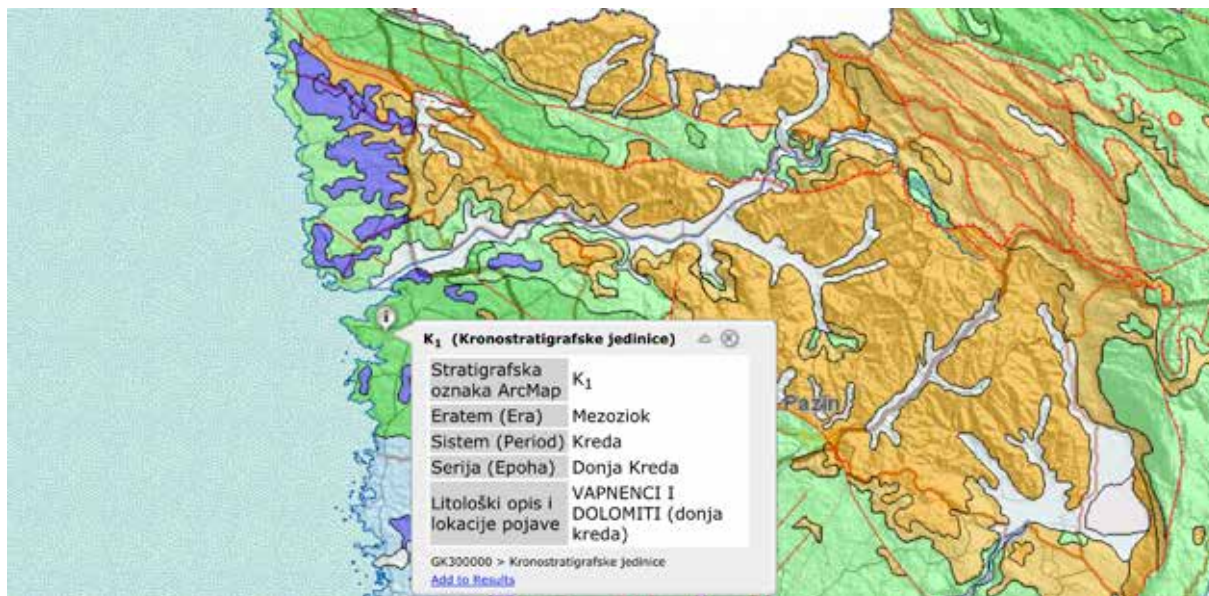 K₁ (Kronostratigrafske jedinice)
Stratigrafska
oznaka ArcMap
K₁
Eratem (Era)
Mezoziok
Sistem (Period)
Kreda
Serija (Epoha)
Donja Kreda
Litološki opis i
lokacije pojave
VAPNENCI I
DOLOMITI (donja
kreda)
GK300000 > Kronostratigrafske jedinice
Add to Results
Pazin